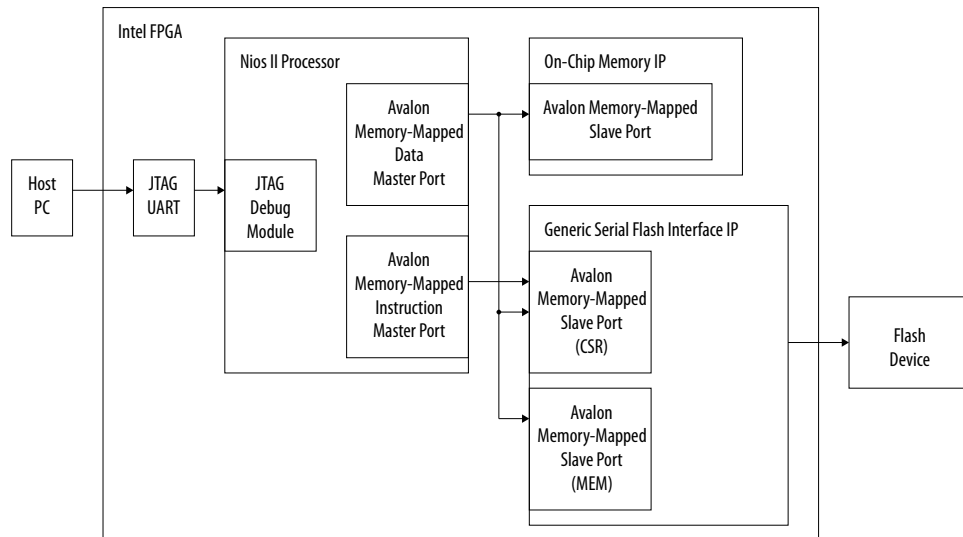 Intel FPGA
Nios II Processor
On-Chip Memory IP
Avalon
Memory-Mapped
Data
Master Port
Avalon Memory-Mapped
Slave Port
Host
PC
JTAG
UART
JTAG
Debug
Module
Generic Serial Flash Interface IP
Avalon
Memory-Mapped
Instruction
Master Port
Avalon
Memory-Mapped
Slave Port
(CSR)
Flash
Device
Avalon
Memory-Mapped
Slave Port
(MEM)